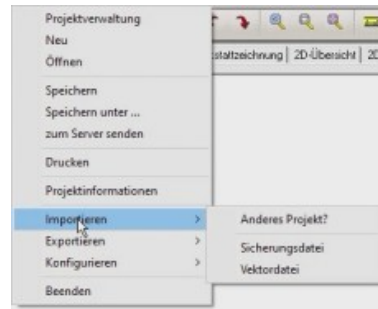 Projektverwaltung
Neu
Öffnen
Speichern
Speichern unter ...
zum Server senden
Drucken
Projektinformationen
Importieren
Exportieren
Konfigurieren
Beenden
stattzeichnung 2D-Übersicht 2D
Anderes Projekt?
Sicherungsdatei
Vektordatei